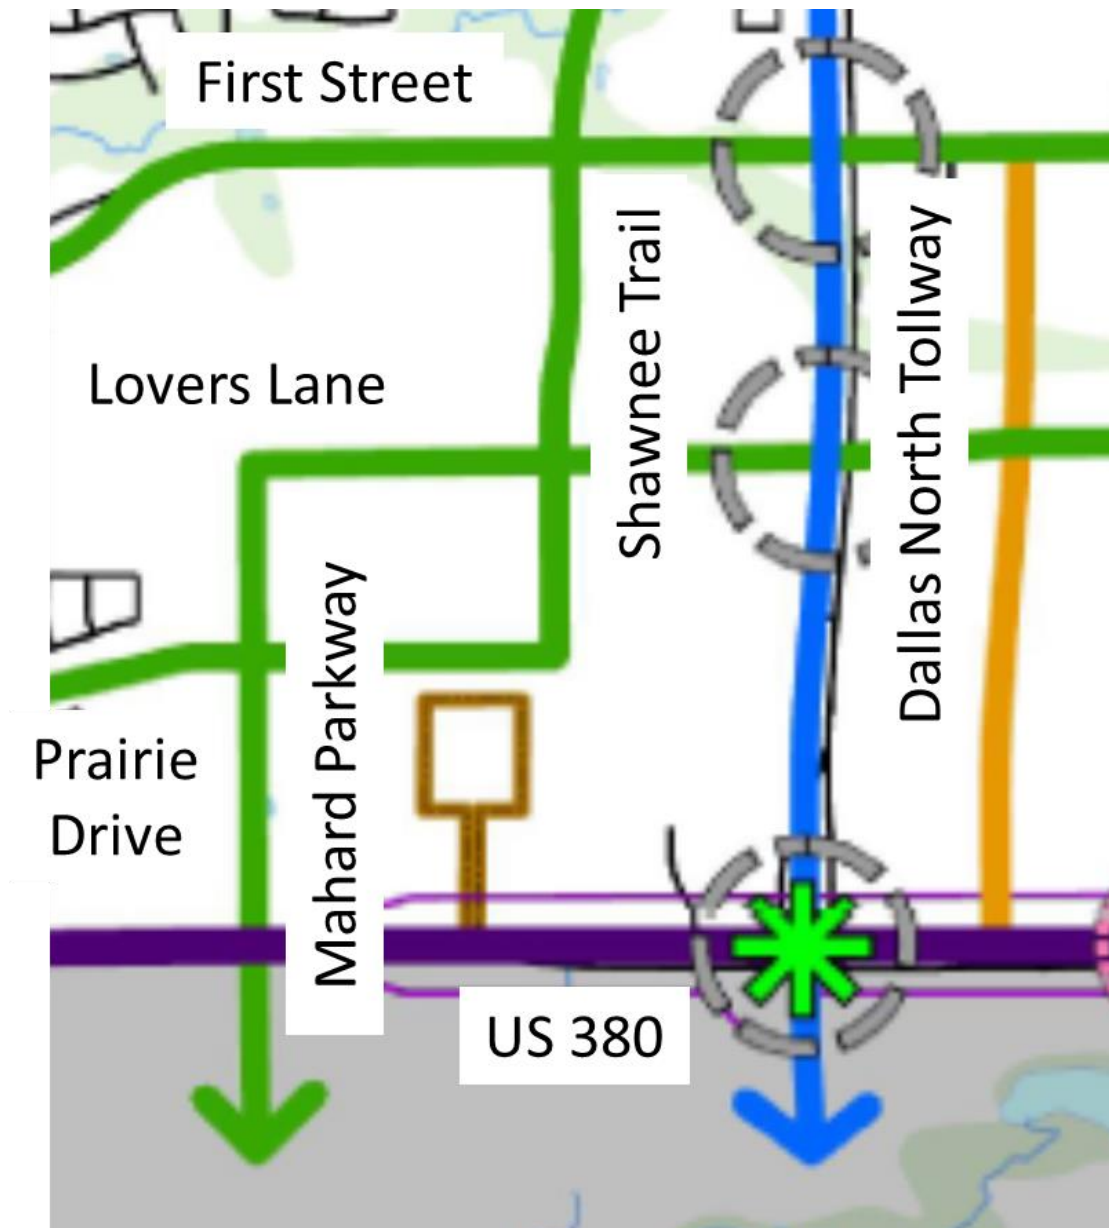 First Street
Shawnee Trail
Dallas North Tollway
Lovers Lane
Mahard Parkway
Prairie
Drive
US 380